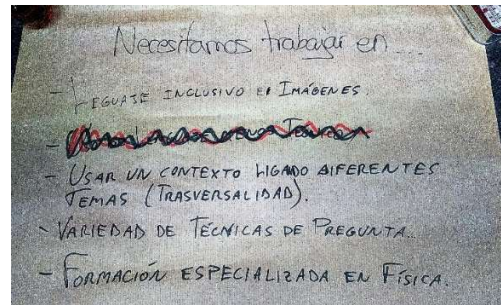 Necesitamos trabajar en...
- LEGUAJE INCLUSIVO EN IMÁGENES.
-
- USAR UN CONTEXTO LIGADO DIFERENTES
TEMAS (TRASVERSALIDAD).
- VARIEDAD DE TÉCNICAS DE PREGUNTA.
- FORMACIÓN ESPECIALIZADA EN FÍSICA.